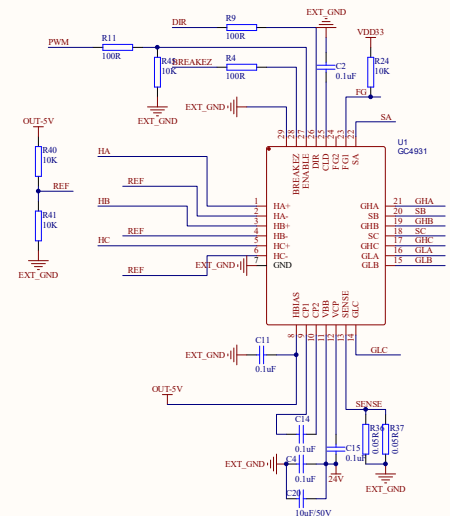 DIR
R9
100R
EXT_GND
PWM
R11
100R
R43
10K
BREAKEZ
R4
100R
C2
0.1uF
VDD33
R24
10K
EXT_GND
EXT_GND
FG
SA
OUT-5V
R40
10K
REF
R41
10K
EXT_GND
HA
REF
HB
REF
HC
REF
EXT_GND
U1
GC4931
29
28
27
26
25
24
23
22
BREAKEZ
ENABLE
DIR
CLD
FG2
FG1
SA
1 HA+
2 HA-
3 HB+
4 HB-
5 HC+
6 HC-
7 GND
GHA 21 GHA
SB 20 SB
GHB 19 GHB
SC 18 SC
GHC 17 GHC
GLA 16 GLA
GLB 15 GLB
HBIAS
CP1
CP2
VBB
VCP
SENSE
GLC
8
9
10
11
12
13
14
EXT_GND
C11
0.1uF
GLC
OUT-5V
C14
0.1uF
SENSE
R36
0.05R
R37
0.05R
C15
0.1uF
EXT_GND
C4
0.1uF
24V
EXT_GND
C20
10uF/50V